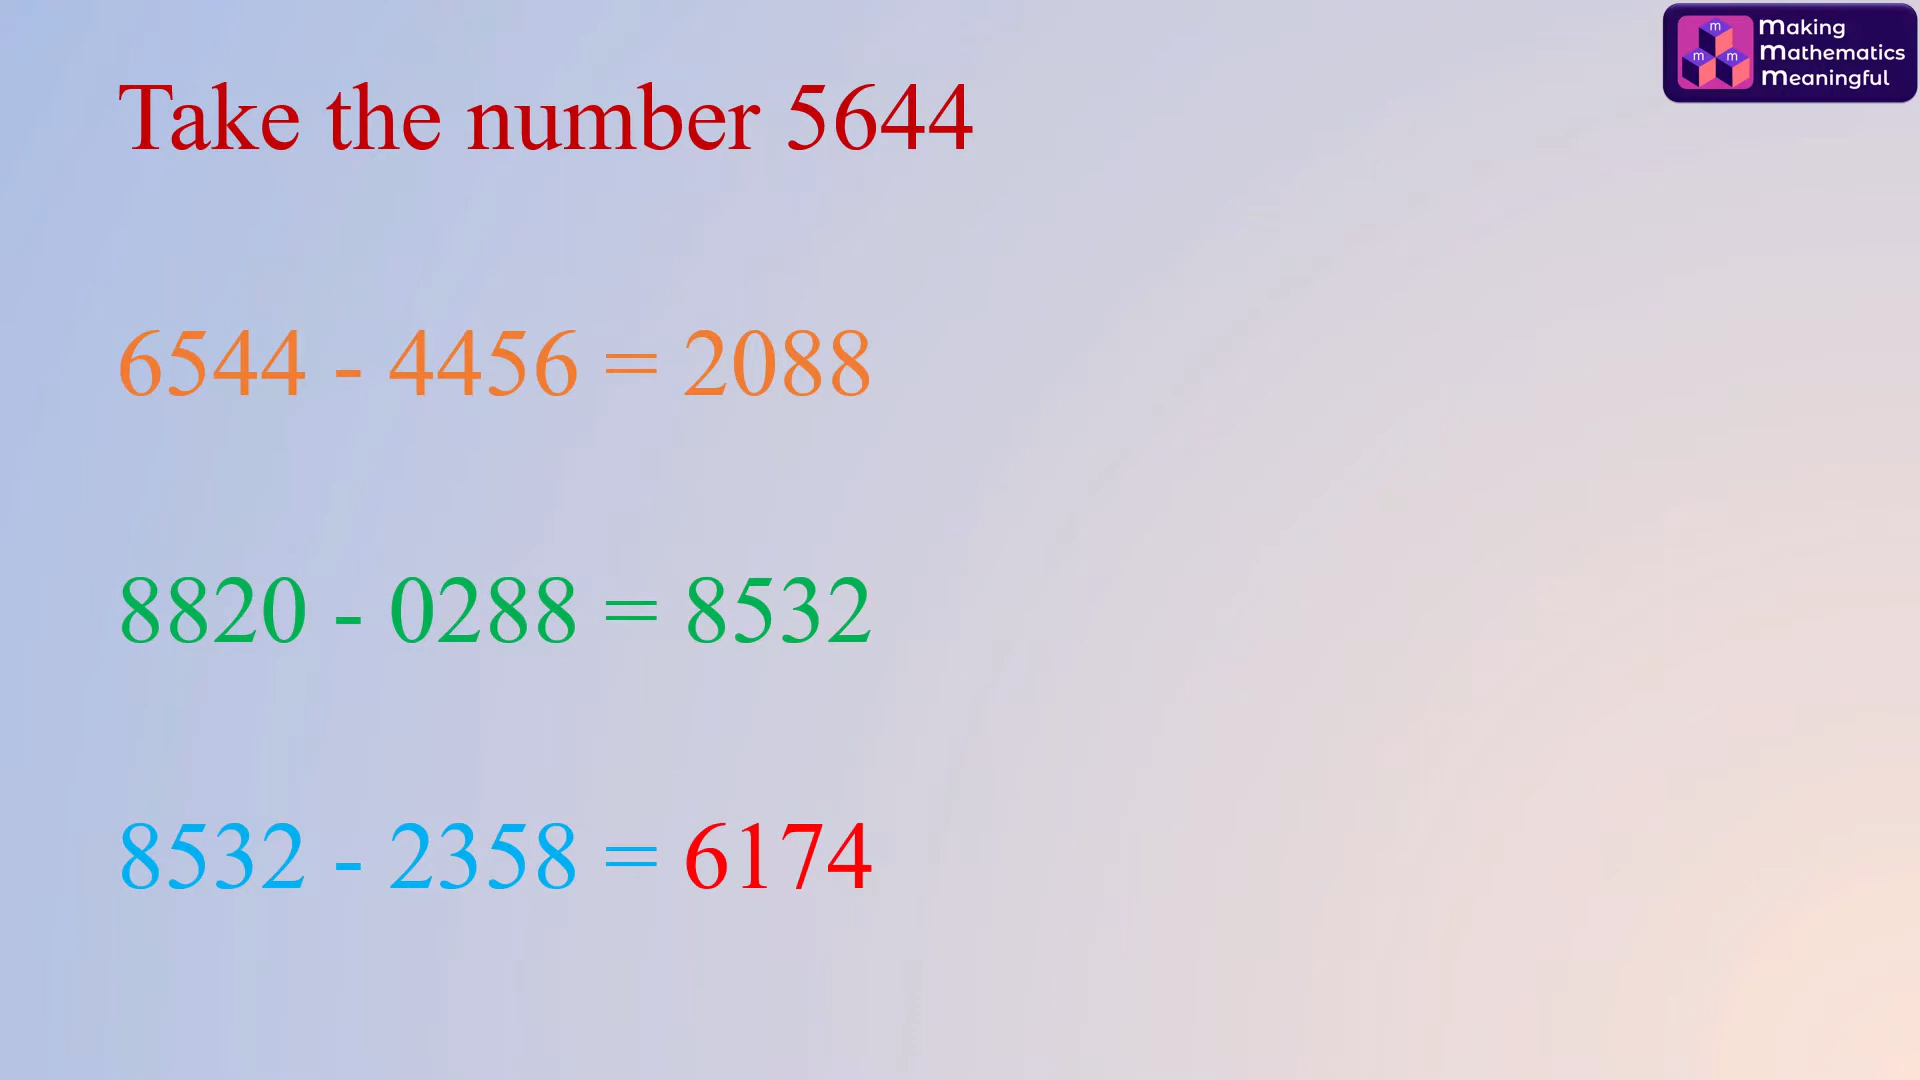 Take the number 5644
6544 - 4456 = 2088
8820 - 0288 = 8532
8532 - 2358 = 6174
making
mathematics
meaningful
m
m
m